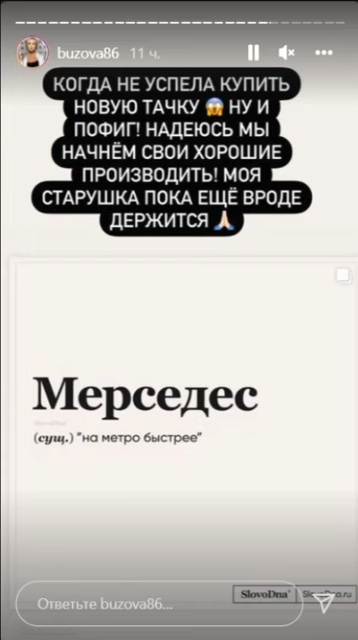 buzova86 11 ч.
КОГДА НЕ УСПЕЛА КУПИТЬ
НОВУЮ ТАЧКУ 😱 НУ И
ПОФИГ! НАДЕЮСЬ МЫ
НАЧНЁМ СВОИ ХОРОШИЕ
ПРОИЗВОДИТЬ! МОЯ
СТАРУШКА ПОКА ЕЩЁ ВРОДЕ
ДЕРЖИТСЯ 🙏🏻
Мерседес
(сущ.) "на метро быстрее"
SlovoDna
Ответьте buzova86...